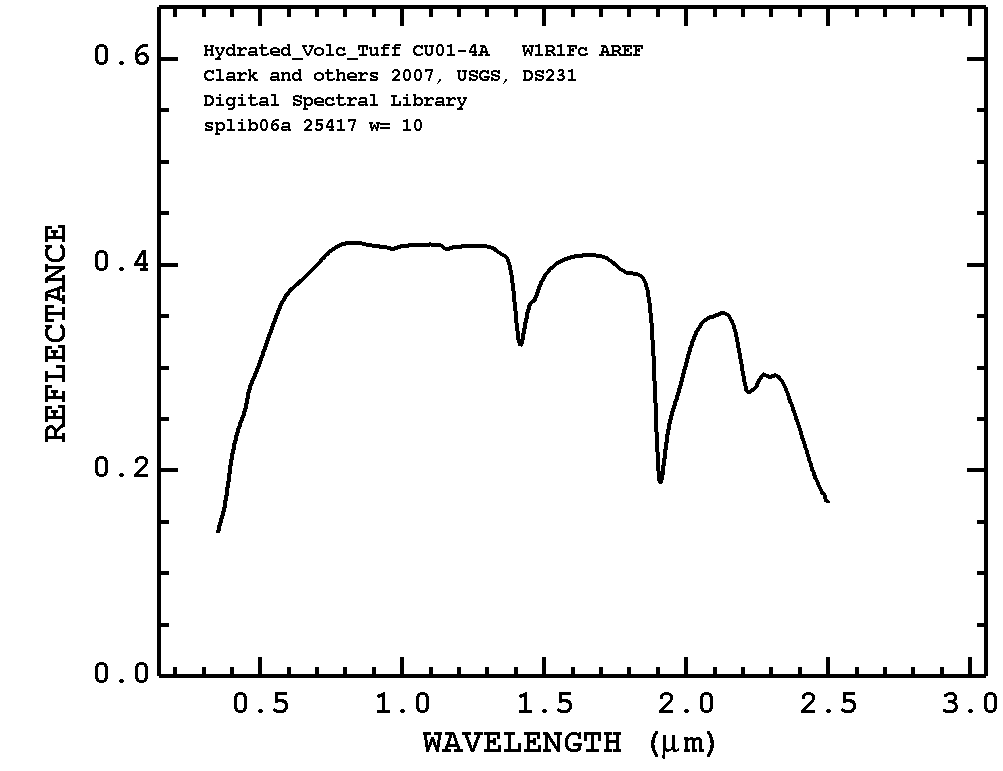 Hydrated_Volc_Tuff CU01-4A W1R1Fc AREF
Clark and others 2007, USGS, DS231
Digital Spectral Library
splib06a 25417 w= 10
0.6
0.4
0.2
0.0
REFLECTANCE
0.5 1.0 1.5 2.0 2.5 3.0
WAVELENGTH (μm)